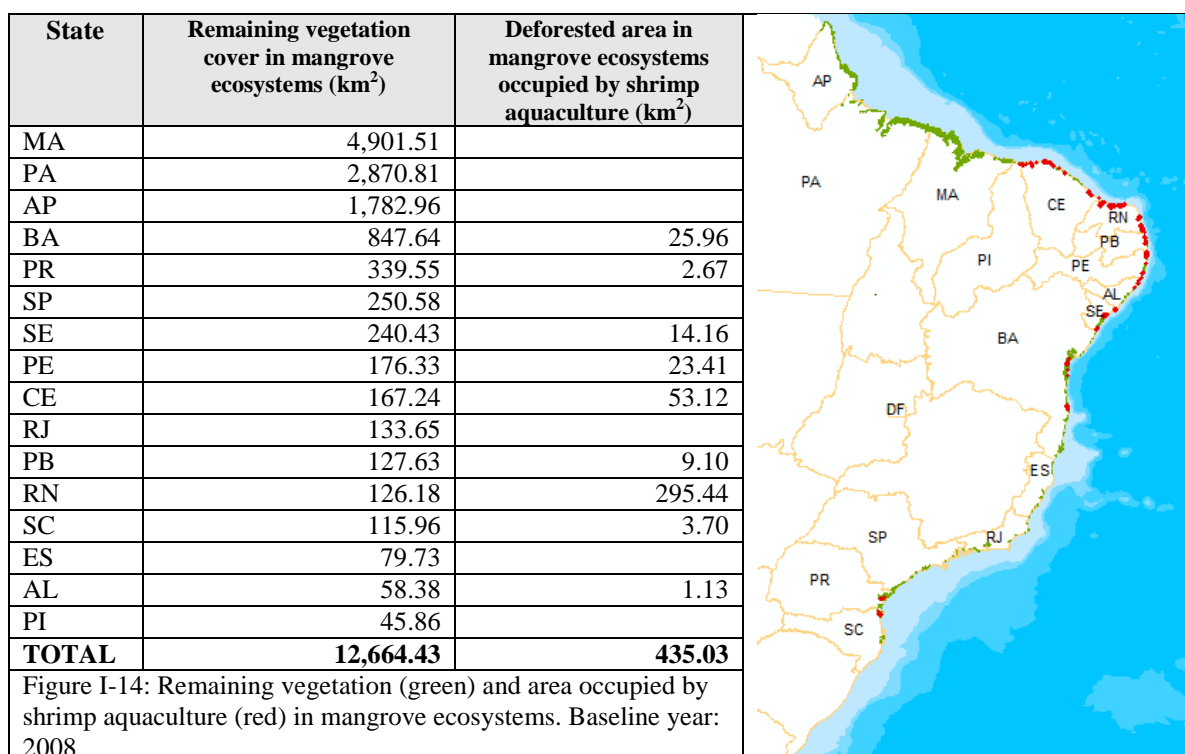 State Remaining vegetation cover in mangrove ecosystems (km²) Deforested area in mangrove ecosystems occupied by shrimp aquaculture (km²)
MA 4,901.51
PA 2,870.81
AP 1,782.96
BA 847.64 25.96
PR 339.55 2.67
SP 250.58
SE 240.43 14.16
PE 176.33 23.41
CE 167.24 53.12
RJ 133.65
PB 127.63 9.10
RN 126.18 295.44
SC 115.96 3.70
ES 79.73
AL 58.38 1.13
PI 45.86
TOTAL 12,664.43 435.03
Figure I-14: Remaining vegetation (green) and area occupied by
shrimp aquaculture (red) in mangrove ecosystems. Baseline year:
2008
AP
PA
MA
CE
RN
PB
PI
PE
AL
SE
BA
DF
ES
SP
RJ
PR
SC